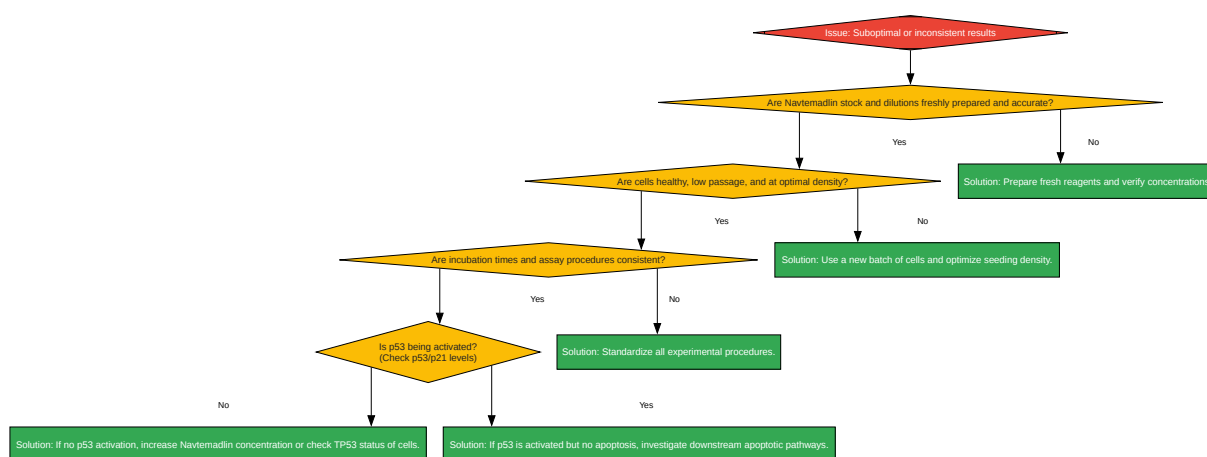 Issue: Suboptimal or inconsistent results
Are Navtemadlin stock and dilutions freshly prepared and accurate?
Yes
No
Are cells healthy, low passage, and at optimal density?
Solution: Prepare fresh reagents and verify concentrations
Yes
No
Are incubation times and assay procedures consistent?
Solution: Use a new batch of cells and optimize seeding density.
Yes
No
Is p53 being activated?
(Check p53/p21 levels)
Solution: Standardize all experimental procedures.
No
Yes
Solution: If no p53 activation, increase Navtemadlin concentration or check TP53 status of cells.
Solution: If p53 is activated but no apoptosis, investigate downstream apoptotic pathways.